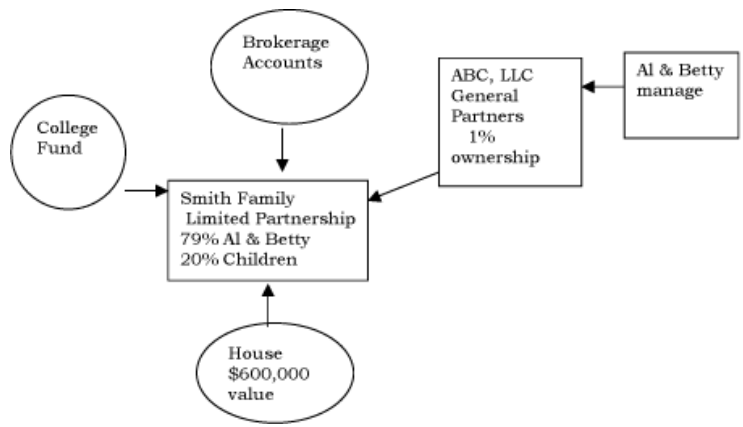 Brokerage
Accounts
ABC, LLC
General
Partners
1%
ownership
Al & Betty
manage
College
Fund
Smith Family
Limited Partnership
79% Al & Betty
20% Children
House
$600,000
value